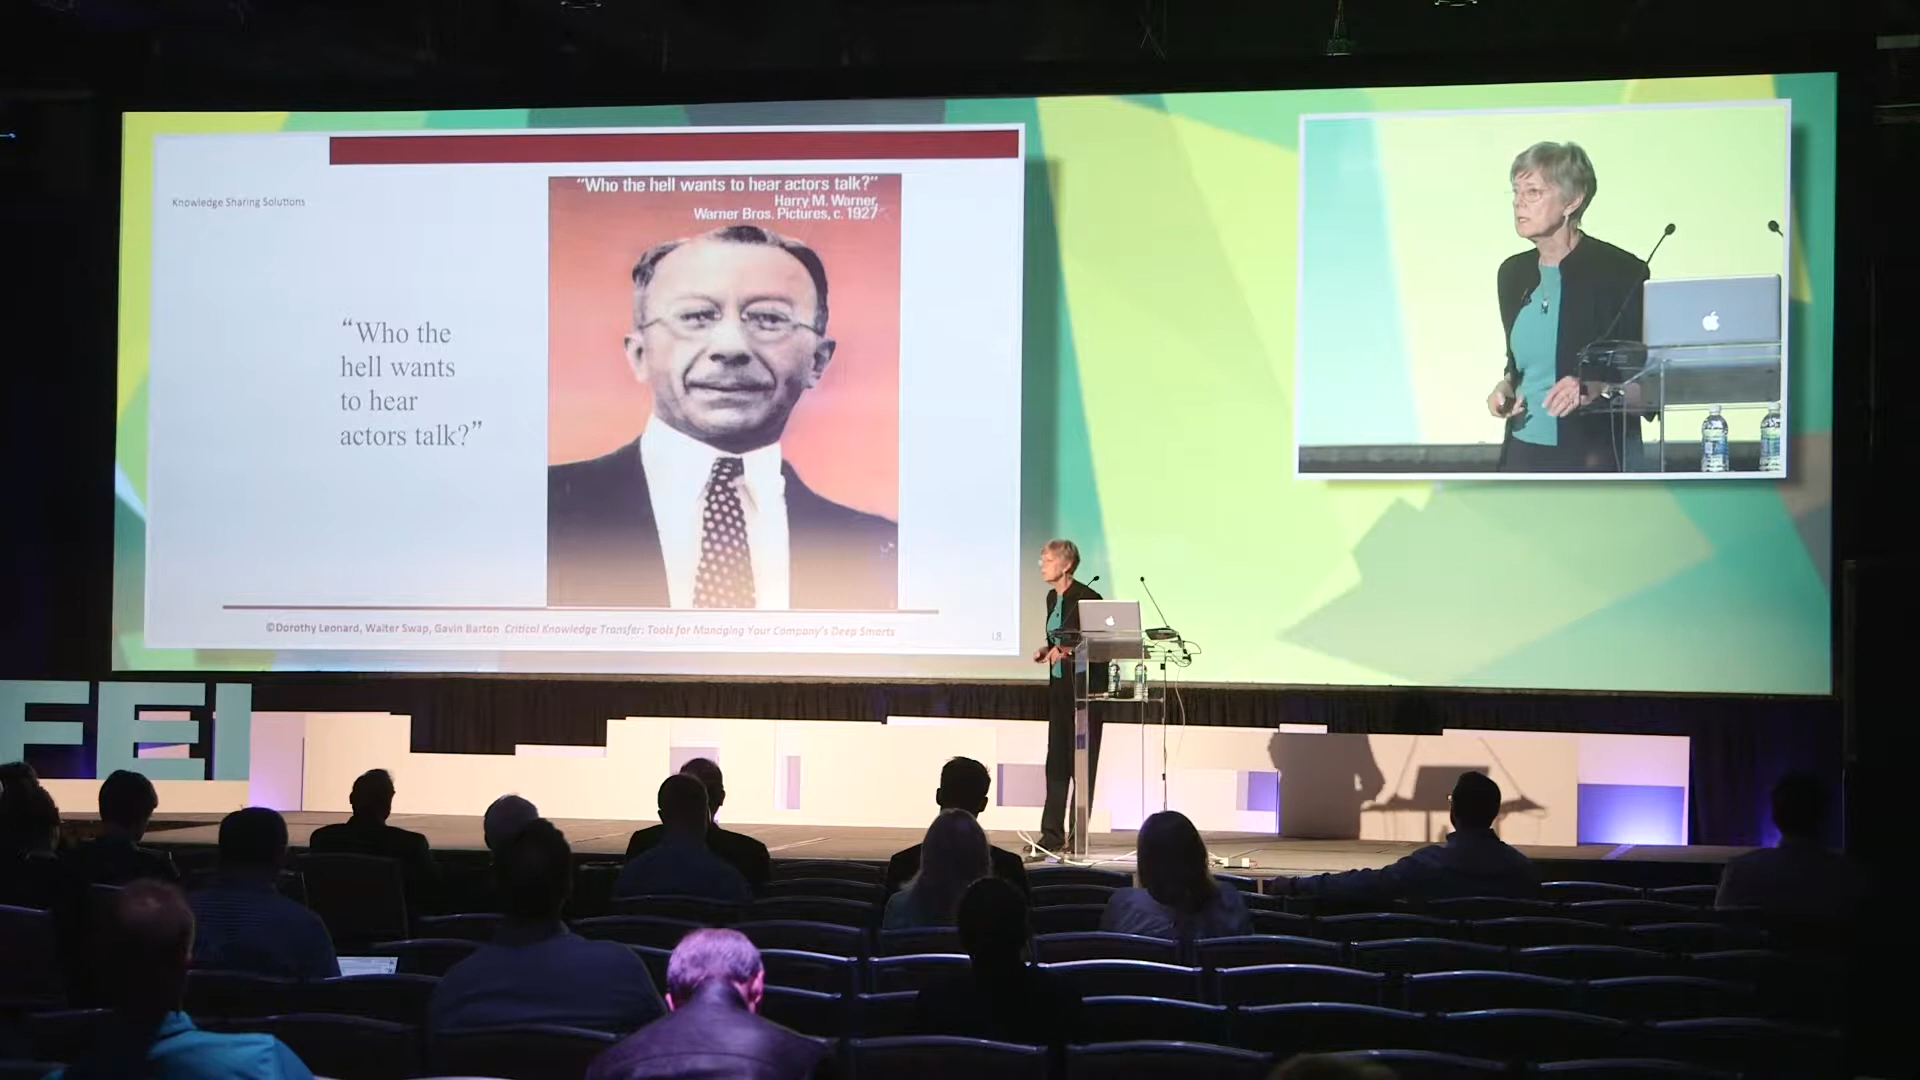 Knowledge Sharing Solutions
"Who the hell wants to hear actors talk?"
Harry M. Warner,
Warner Bros. Pictures, c. 1927
“Who the
hell wants
to hear
actors talk?”
©Dorothy Leonard, Walter Swap, Gavin Barton Critical Knowledge Transfer: Tools for Managing Your Company's Deep Smarts
18
FEI